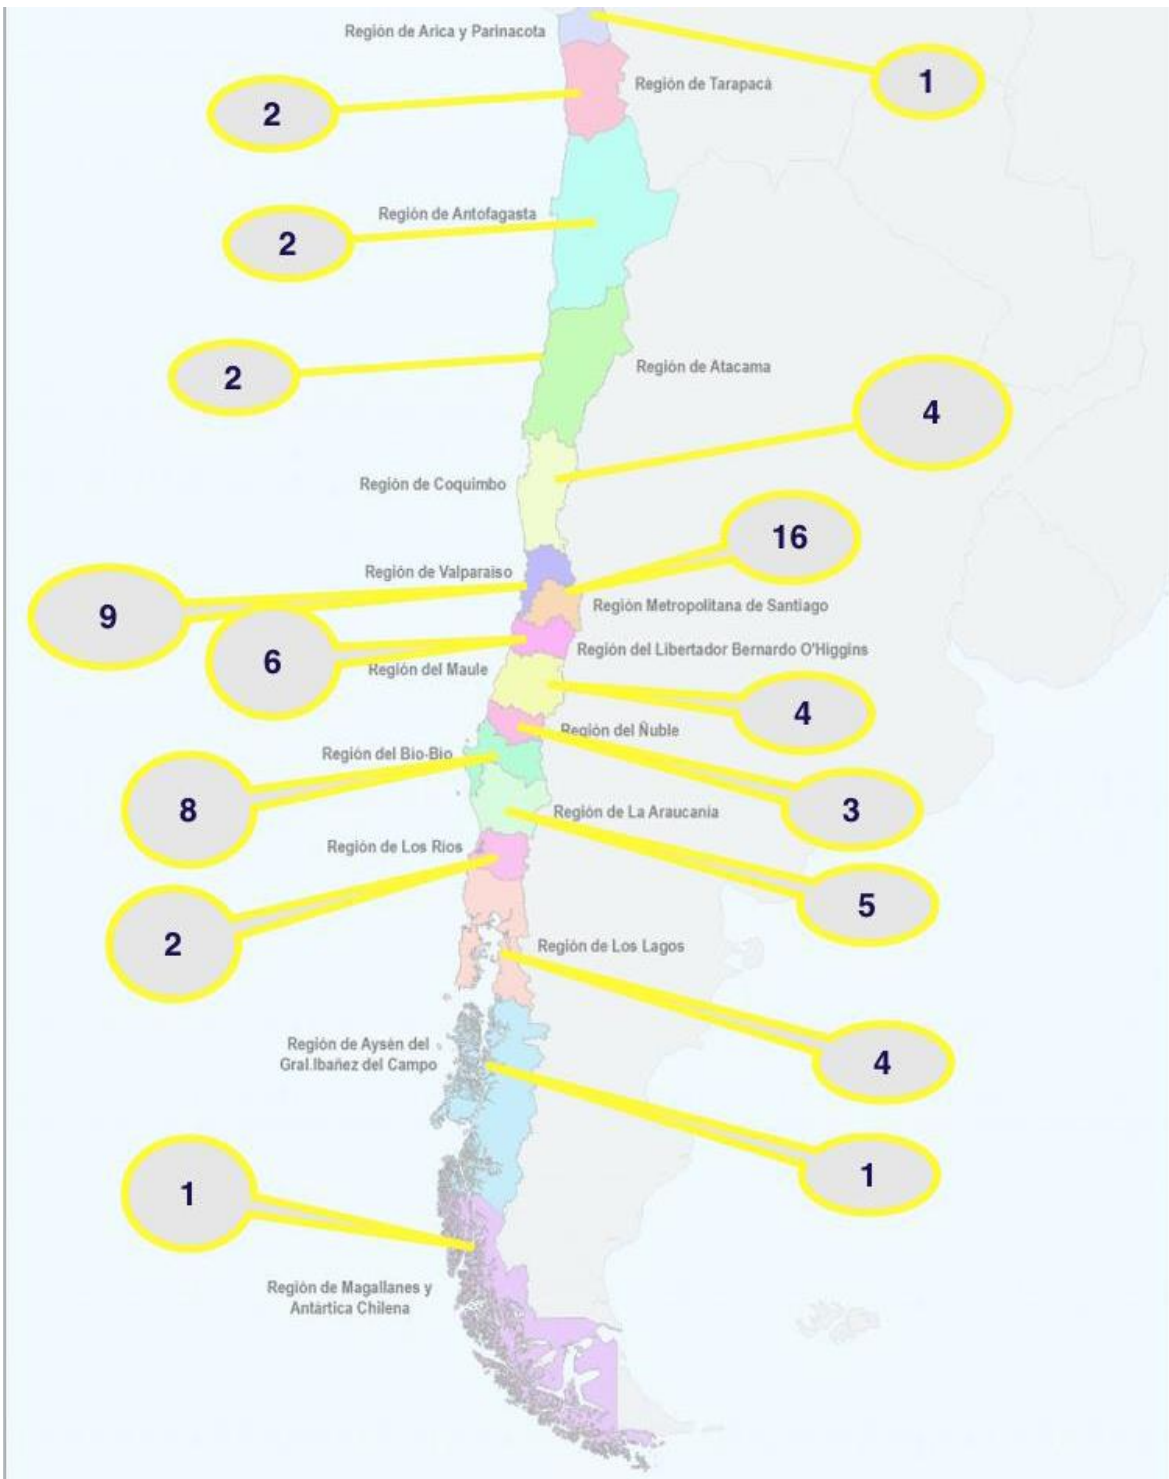 Región de Arica y Parinacota
1
Región de Tarapacá
2
Región de Antofagasta
2
2
Región de Atacama
4
Región de Coquimbo
16
Región de Valparaíso
9
Región Metropolitana de Santiago
6
Región del Libertador Bernardo O'Higgins
Región del Maule
4
Región del Ñuble
Región del Bío-Bío
8
3
Región de La Araucanía
Región de Los Ríos
5
2
Región de Los Lagos
Región de Aysén del
Gral.Ibañez del Campo
4
1
1
Región de Magallanes y
Antártica Chilena